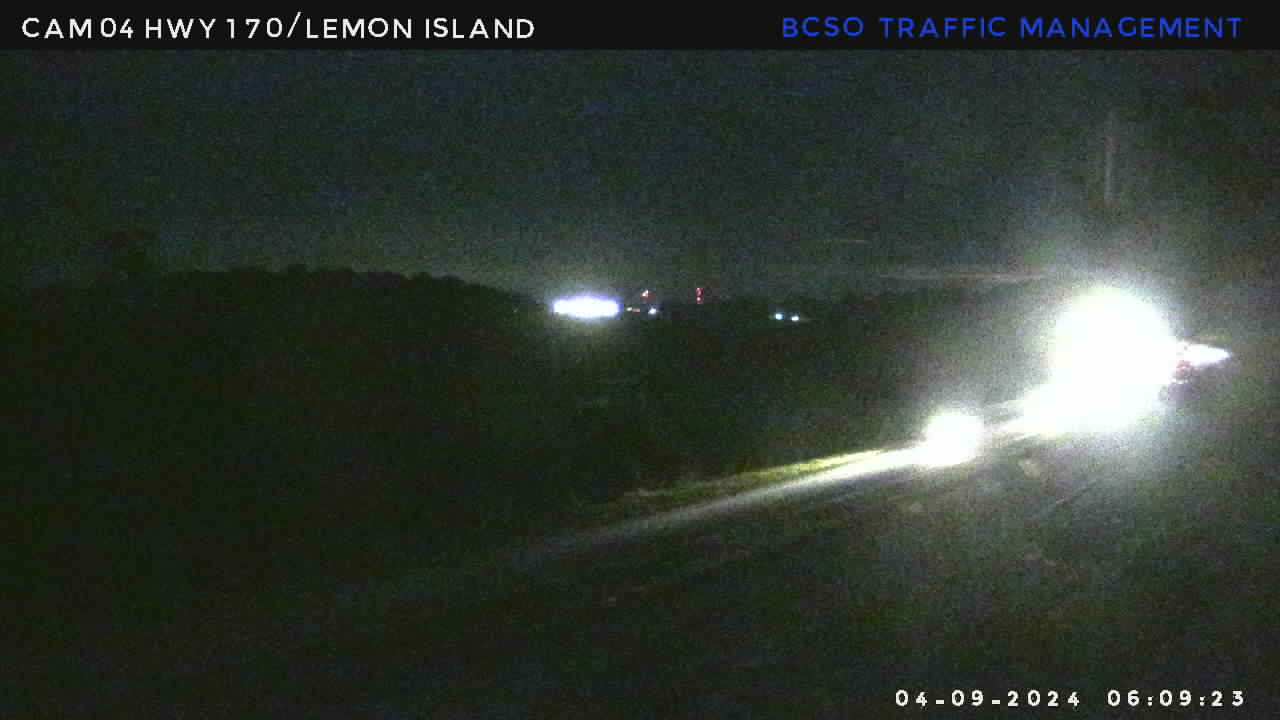 CAM04 HWY 170/LEMON ISLAND
BCSO TRAFFIC MANAGEMENT
04-09-2024 06:09:23